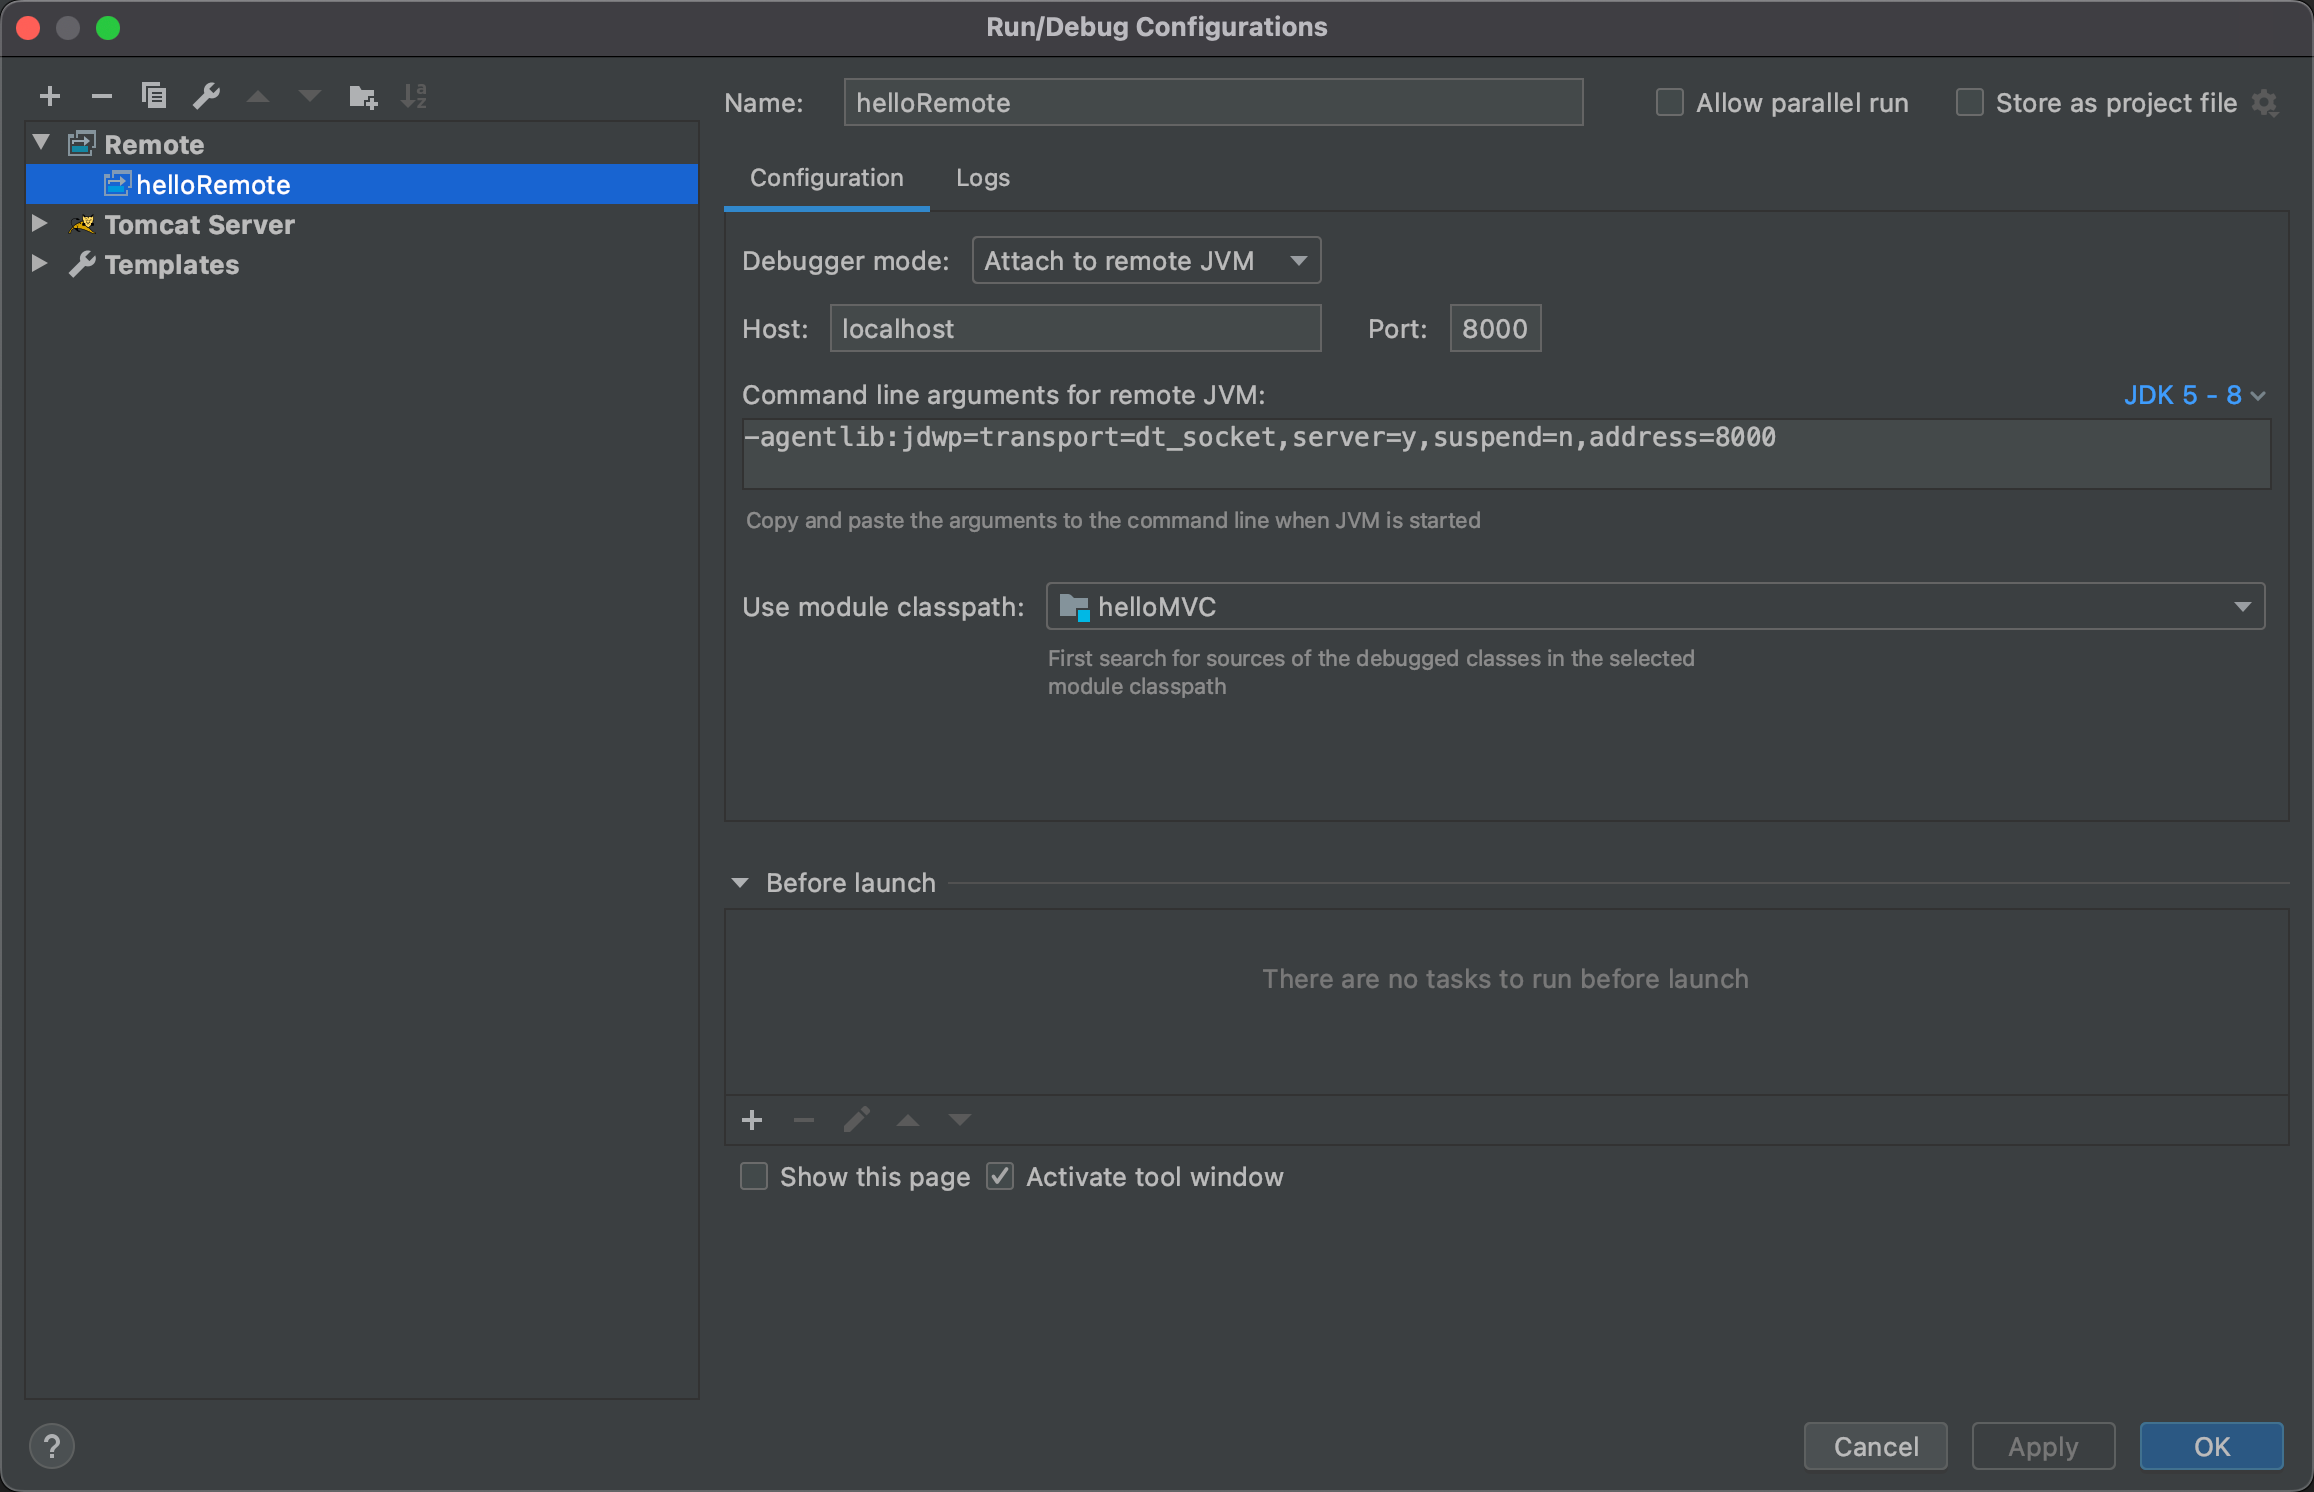 Run/Debug Configurations
Remote
helloRemote
Tomcat Server
Templates
Name: helloRemote Allow parallel run Store as project file
Configuration Logs
Debugger mode: Attach to remote JVM
Host: localhost Port: 8000
Command line arguments for remote JVM: JDK 5 - 8
-agentlib:jdwp=transport=dt_socket,server=y,suspend=n,address=8000
Copy and paste the arguments to the command line when JVM is started
Use module classpath: helloMVC
First search for sources of the debugged classes in the selected
module classpath
Before launch
There are no tasks to run before launch
Show this page Activate tool window
? Cancel Apply OK